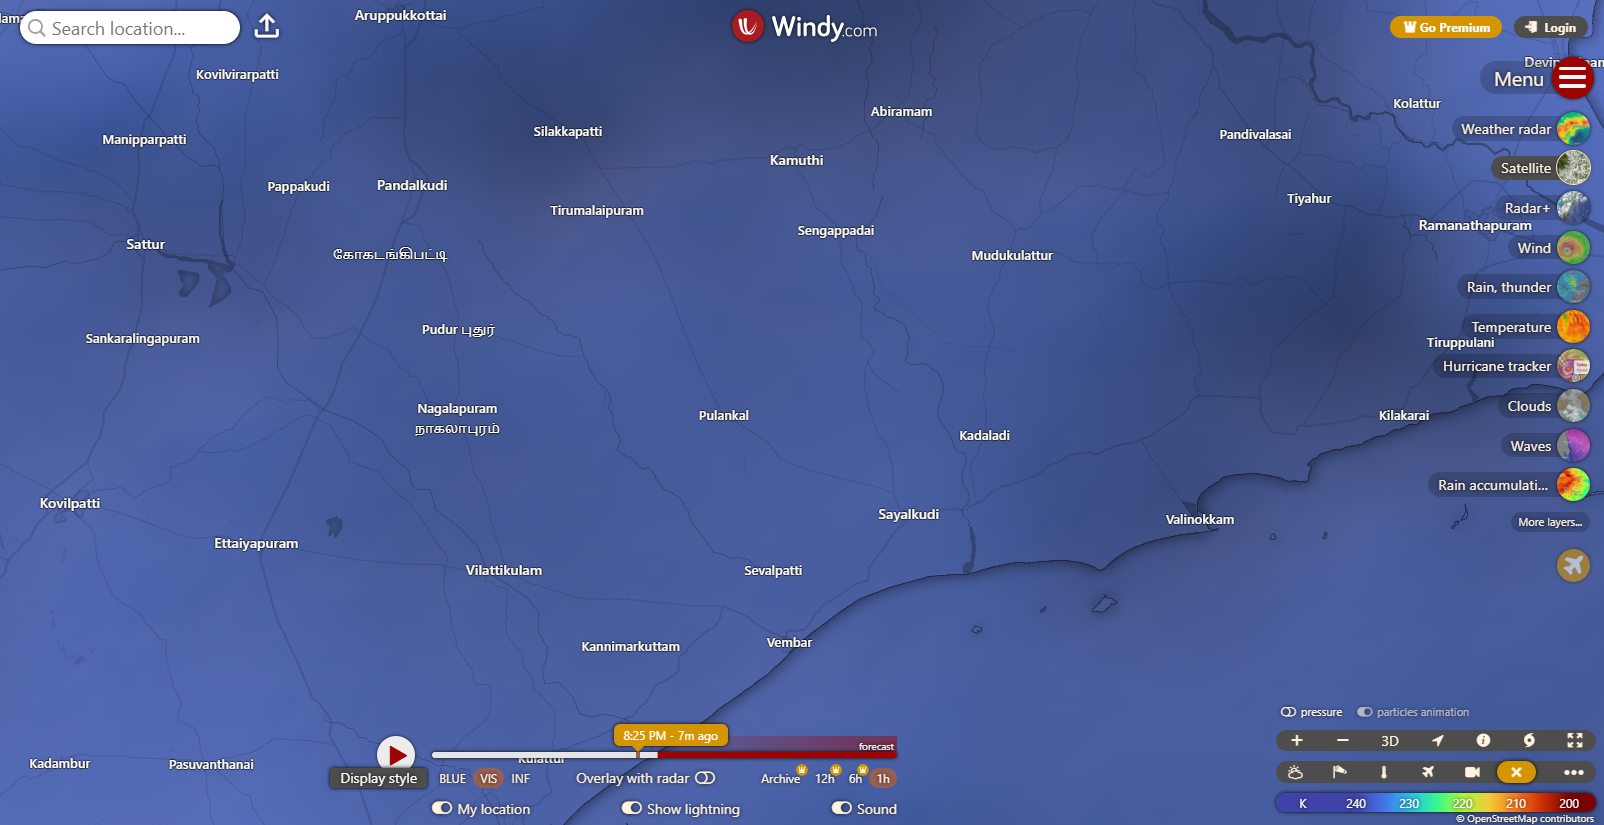 Aruppukkottai
Search location...
Windy.com
Go Premium
Login
Kovilvirarpatti
Menu
Kolattur
Abiramam
Silakkapatti
Weather radar
Pandivalasai
Manipparpatti
Kamuthi
Satellite
Pappakudi
Pandalkudi
Tiyahur
Radar+
Tirumalaipuram
Ramanathapuram
Sengappadai
Sattur
Wind
கோகடங்கிபட்டி
Mudukulattur
Rain, thunder
Pudur புதுர்
Temperature
Sankaralingapuram
Tiruppulani
Hurricane tracker
Nagalapuram
நாகலாபுரம்
Clouds
Pulankal
Kilakarai
Kadaladi
Waves
Rain accumulati...
Kovilpatti
Sayalkudi
Valinokkam
More layers...
Ettaiyapuram
Vilattikulam
Sevalpatti
Kannimarkuttam
Vembar
pressure
particles animation
8:25 PM - 7m ago
forecast
3D
Kadambur
Pasuvanthanai
Display style
BLUE
VIS
INF
Overlay with radar
Archive
12h
6h
1h
My location
Show lightning
Sound
K 240 230 220 210 200
© OpenStreetMap contributors